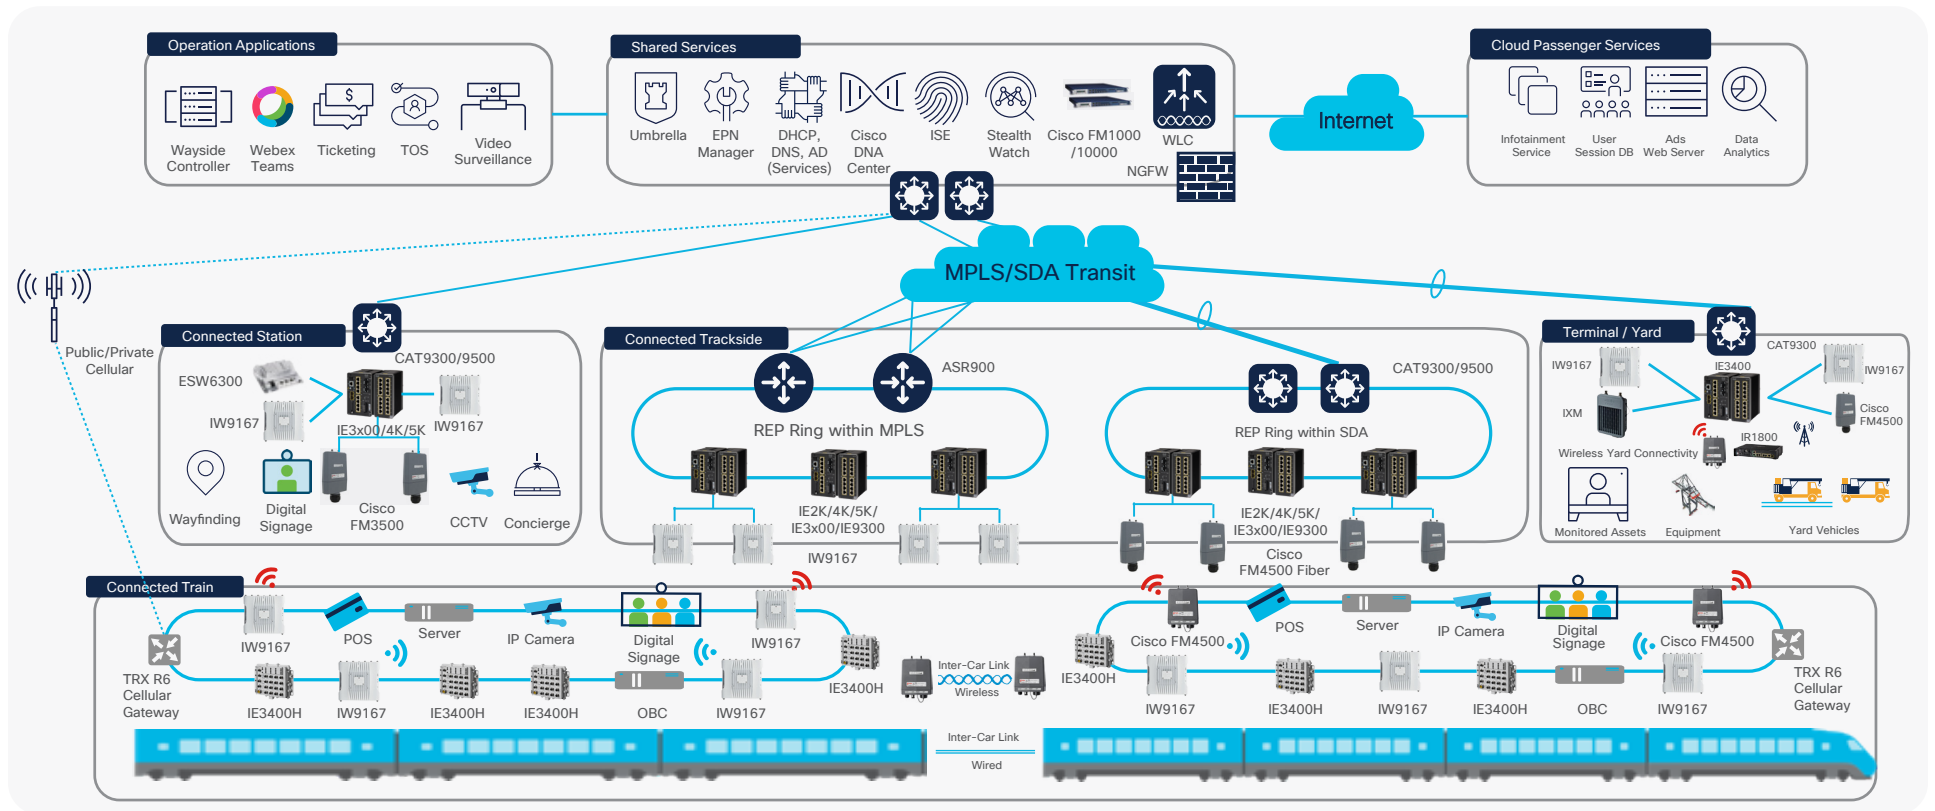 Operation Applications
Wayside
Controller
Webex
Teams
Ticketing
TOS
Video
Surveillance
Shared Services
Umbrella
EPN
Manager
DHCP,
DNS, AD
(Services)
Cisco
DNA
Center
ISE
Stealth
Watch
Cisco FM1000
/10000
WLC
NGFW
Internet
Cloud Passenger Services
Infotainment
Service
User
Session DB
Ads
Web Server
Data
Analytics
MPLS/SDA Transit
Public/Private
Cellular
Connected Station
CAT9300/9500
ESW6300
IW9167
IE3x00/4K/5K
IW9167
Wayfinding
Digital
Signage
Cisco
FM3500
CCTV
Concierge
Connected Trackside
ASR900
REP Ring within MPLS
IE2K/4K/5K/
IE3x00/IE9300
IW9167
CAT9300/9500
REP Ring within SDA
IE2K/4K/5K/
IE3x00/IE9300
Cisco
FM4500 Fiber
Terminal / Yard
CAT9300
IW9167
IE3400
IW9167
IXM
Cisco
FM4500
IR1800
Wireless Yard Connectivity
Monitored Assets
Equipment
Yard Vehicles
Connected Train
IW9167
POS
Server
IP Camera
Digital
Signage
IW9167
TRX R6
Cellular
Gateway
IE3400H
IW9167
IE3400H
IE3400H
OBC
IW9167
IE3400H
Inter-Car Link
Wireless
Inter-Car Link
Wired
Cisco FM4500
POS
Server
IP Camera
Digital
Signage
Cisco FM4500
IE3400H
IW9167
IE3400H
IW9167
IE3400H
OBC
IW9167
TRX R6
Cellular
Gateway